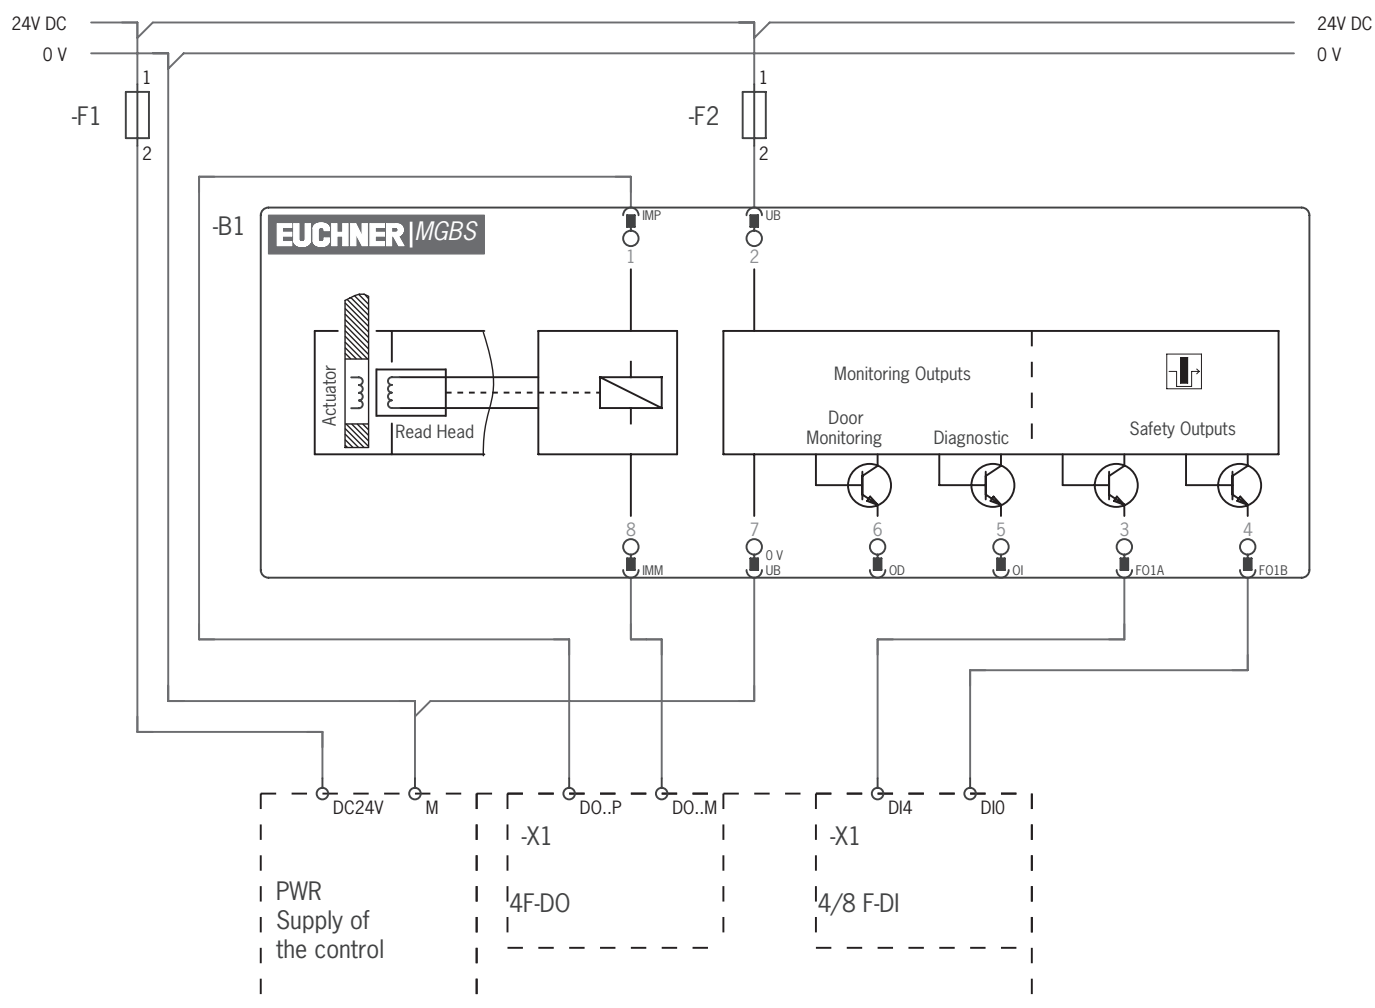 24V DC
24V DC
0 V
0 V
1
1
-F1
-F2
2
2
-B1
EUCHNER|MGBS
IMP
UB
1
2
Actuator
Read Head
Monitoring Outputs
Door
Monitoring
Diagnostic
Safety Outputs
8
7
6
5
3
4
IMM
0 V
UB
OD
OI
FO1A
FO1B
DC24V
M
DO..P
DO..M
DI4
DI0
-X1
-X1
PWR
Supply of
the control
4F-DO
4/8 F-DI